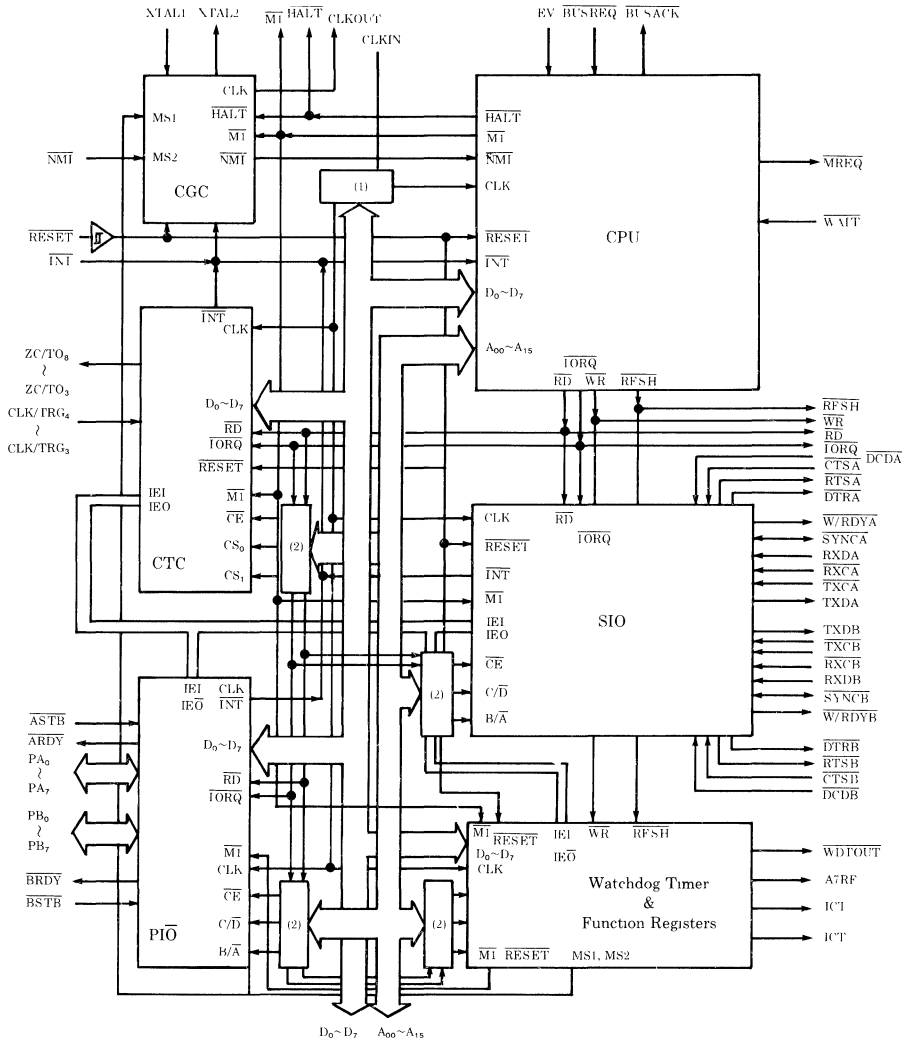 XTAL1 XTAL2 M1 HALT CLKOUT EV BUSREQ BUSACK
CLKIN
CLK
MS1 HALT HALT
M1 M1
NMI MS2 NMI NMI MREQ
CGC (1) CLK
WAIT
RESET RESET CPU
INT INT
INT D0~D7
CLK
ZC/TO8 A00~A15
~ IORQ
ZC/TO3 RD WR RFSH
D0~D7 RFSH
CLK/TRG4 WR
~ RD RD
CLK/TRG3 IORQ IORQ
RESET CTSA DCDA
RTSA
IEI M1 DTRA
IEO
CE CLK RD W/RDYA
IORQ SYNCA
CS0 (2) RESET RXDA
CTC RXCA
CS1 INT TXCA
M1 TXDA
IEI SIO
IEO TXDB
TXCB
(2) CE RXCB
IEI CLK RXDB
IEO INT C/D SYNCB
ASTB B/A W/RDYB
ARDY D0~D7
DTRB
PA0 RTSB
~ CTSB
PA7 RD DCDB
IORQ
PB0 M1 RESET IEI WR RFSH
~ D0~D7 IEO
PB7 M1 CLK WDTOUT
CLK
BRDY Watchdog Timer A7RF
BSTB CE &
C/D (2) (2) Function Registers ICT
PIO
B/A M1 RESET MS1, MS2 ICT
D0~D7 A00~A15